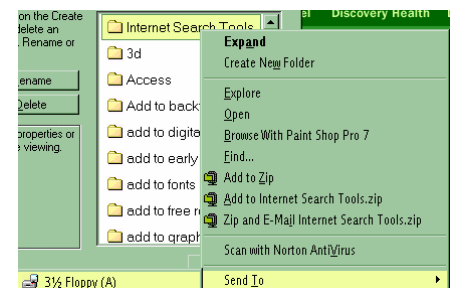 on the Create
delete an
. Rename or
ename
Delete
properties or
e viewing.
Internet Search Tools
3d
Access
Add to back
add to digita
add to early
add to fonts
add to free r
add to graph
el Discovery Health
Expand
Create New Folder
Explore
Open
Browse With Paint Shop Pro 7
Find...
Add to Zip
Add to Internet Search Tools.zip
Zip and E-Mail Internet Search Tools.zip
Scan with Norton AntiVirus
Send To
3½ Floppy (A)